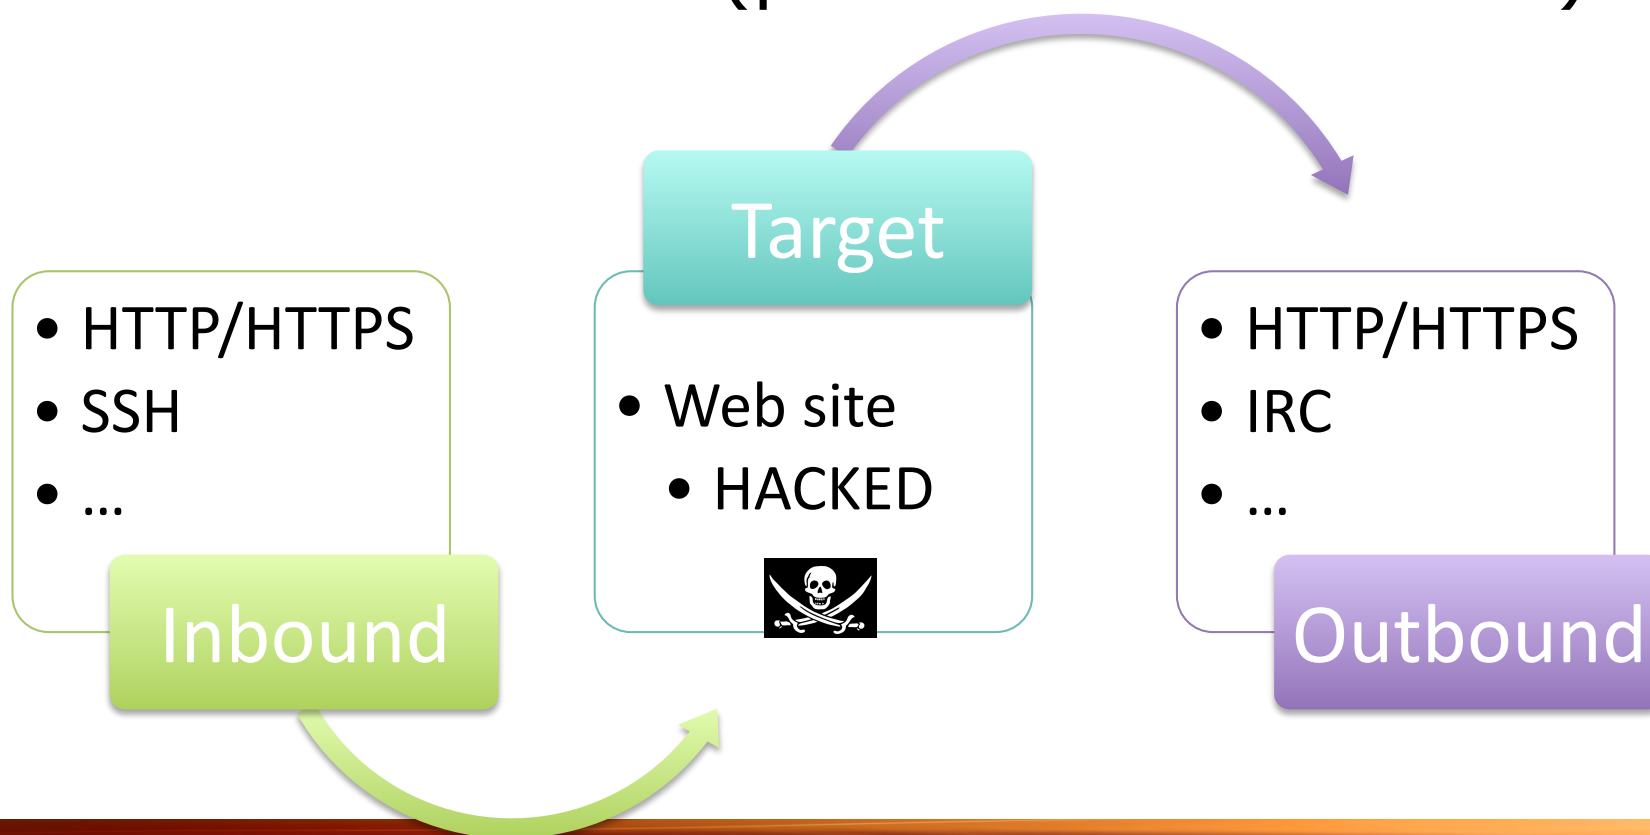 • HTTP/HTTPS
• SSH
• ...
Inbound
Target
• Web site
• HACKED
• HTTP/HTTPS
• IRC
• ...
Outbound